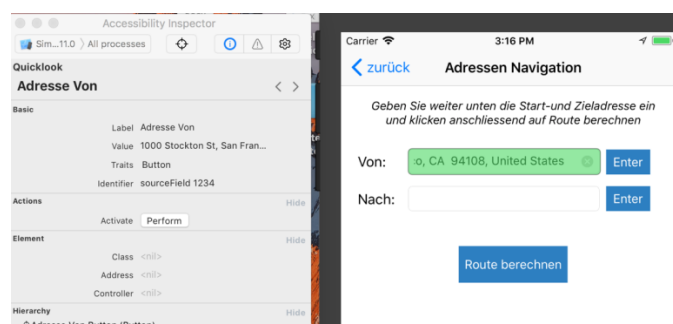 Accessibility Inspector
Sim...11.0 〉All processes
Quicklook
Adresse Von
< >
Basic
Label Adresse Von
Value 1000 Stockton St, San Fran...
Traits Button
Identifier sourceField 1234
Actions Hide
Activate Perform
Element Hide
Class <nil>
Address <nil>
Controller <nil>
Hierarchy Hide
Carrier 3:16 PM
zurück Adressen Navigation
Geben Sie weiter unten die Start-und Zieladresse ein
und klicken anschliessend auf Route berechnen
Von: :o, CA 94108, United States Enter
Nach: Enter
Route berechnen